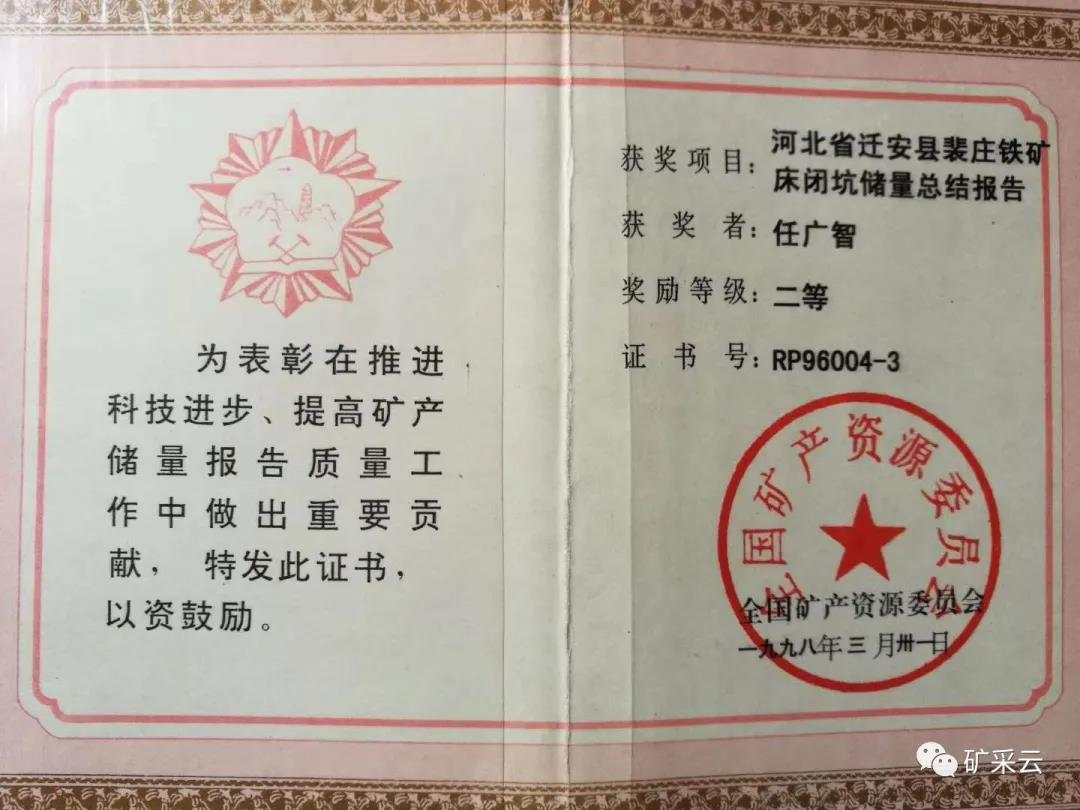 为表彰在推进
科技进步、提高矿产
储量报告质量工
作中做出重要贡
献，特发此证书，
以资鼓励。
获奖项目：河北省迁安县裴庄铁矿
床闭坑储量总结报告
获奖者：任广智
奖励等级：二等
证书号：RP96004-3
全国矿产资源委员会
全国矿产资源委员会
一九九八年三月卅一日
矿采云